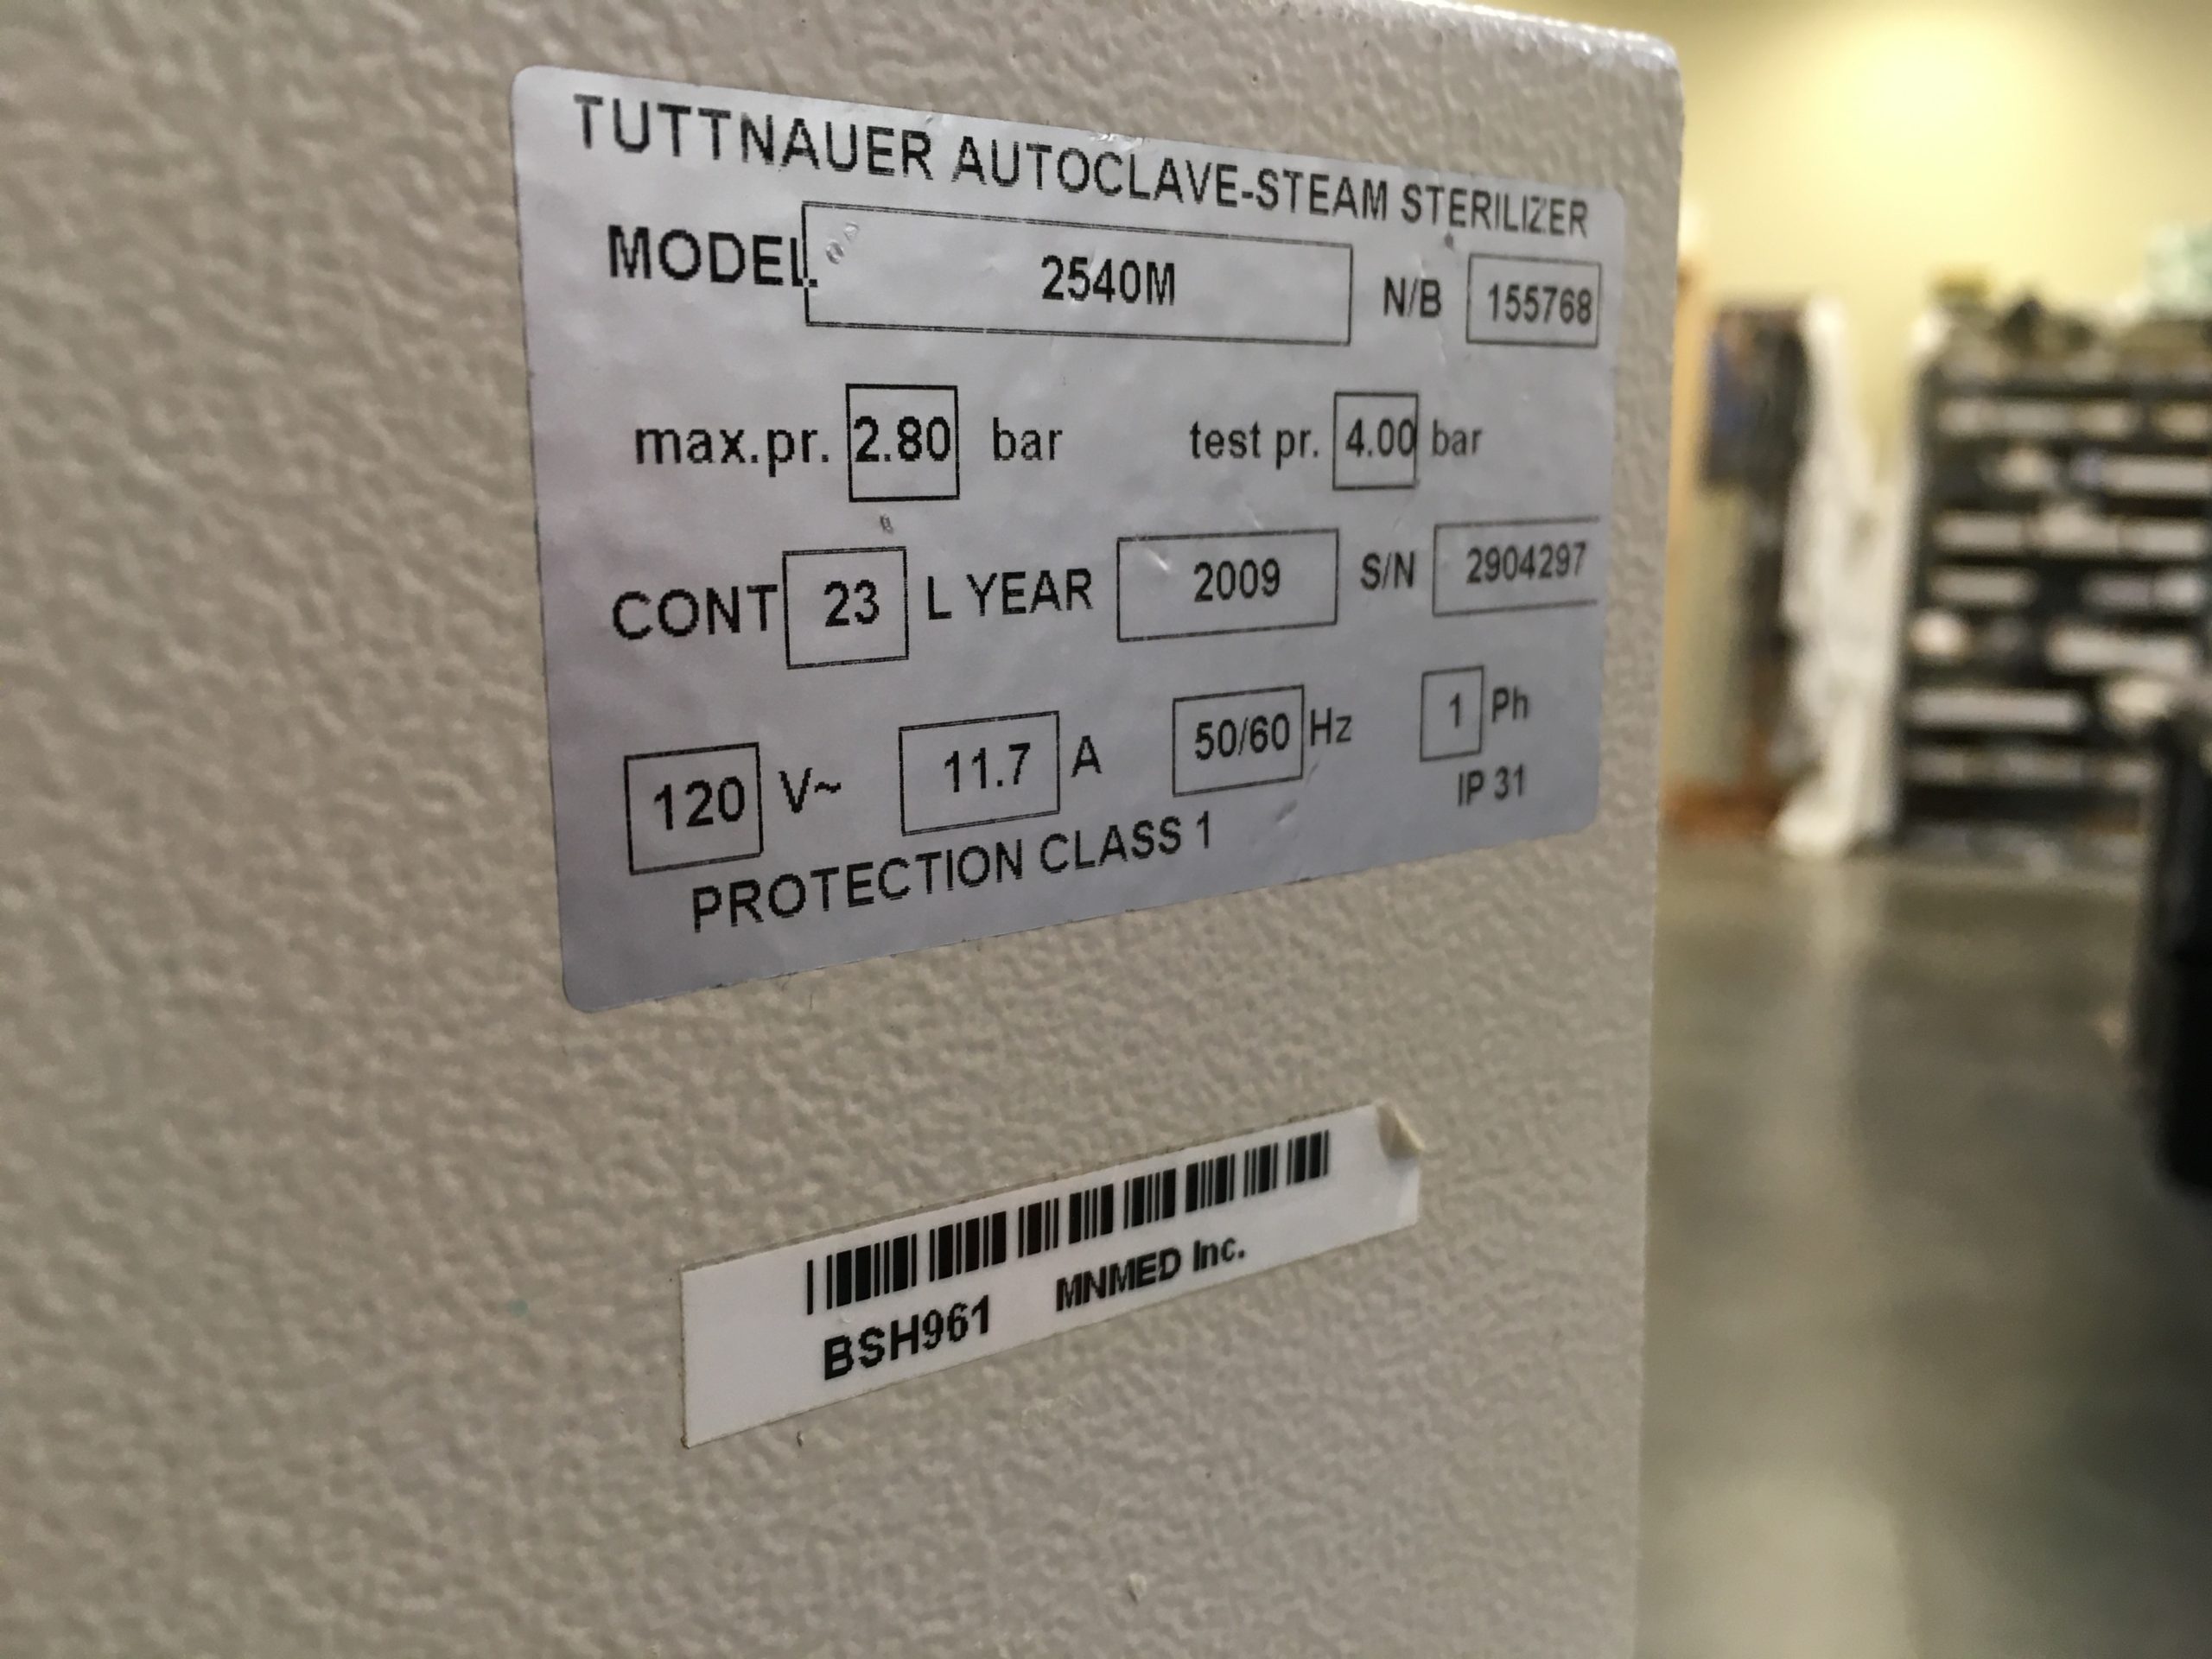 TUTTNAUER AUTOCLAVE-STEAM STERILIZER
MODEL. 2540M N/B 155768
max.pr. 2.80 bar test pr. 4.00 bar
CONT 23 L YEAR 2009 S/N 2904297
120 V~ 11.7 A 50/60 Hz 1 Ph
PROTECTION CLASS 1 IP 31
BSH961 MNMED Inc.